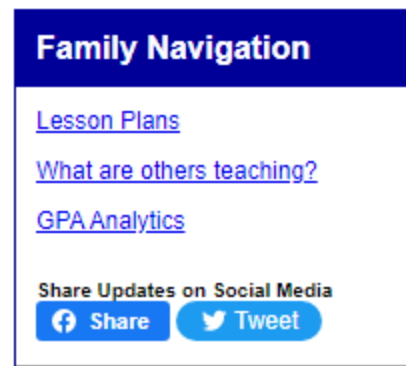 Family Navigation
Lesson Plans
What are others teaching?
GPA Analytics
Share Updates on Social Media
Share Tweet